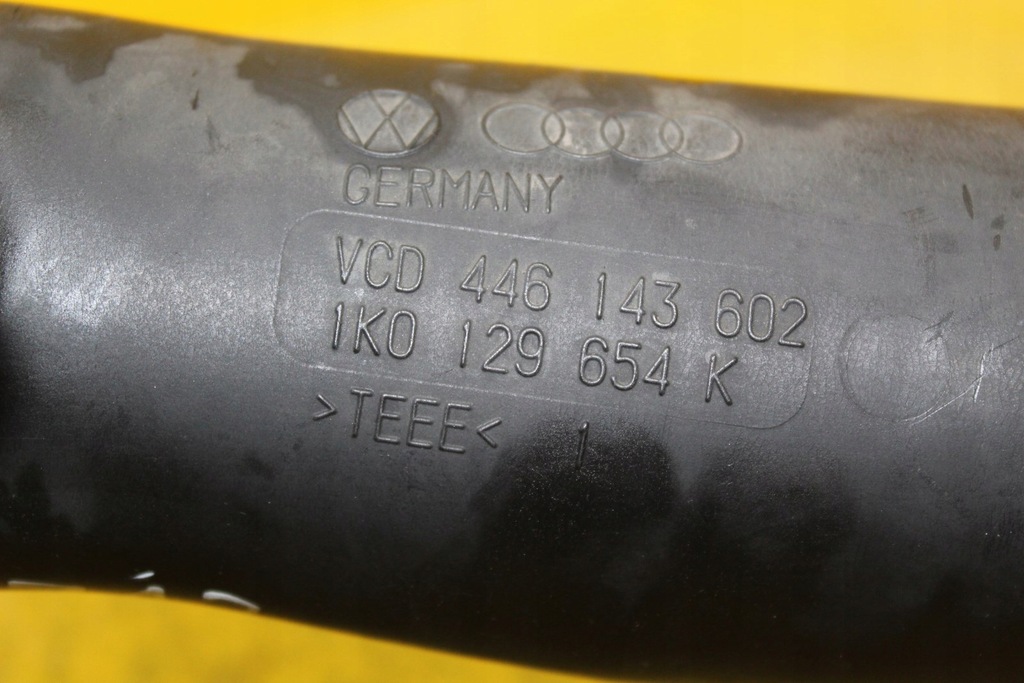 GERMANY
VCD 446 143 602
1K0 129 654 K
>TEEE< 1